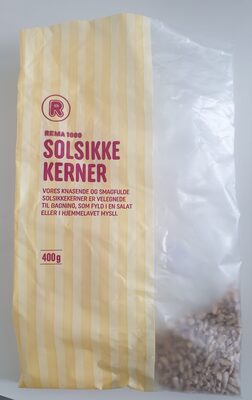 R
REMA 1000
SOLSIKKE
KERNER
VORES KNASENDE OG SMAGFULDE
SOLSIKKEKERNER ER VELEGNEDE
TIL BAGNING, SOM FYLD I EN SALAT
ELLER I HJEMMELAVET MYSLI.
400g